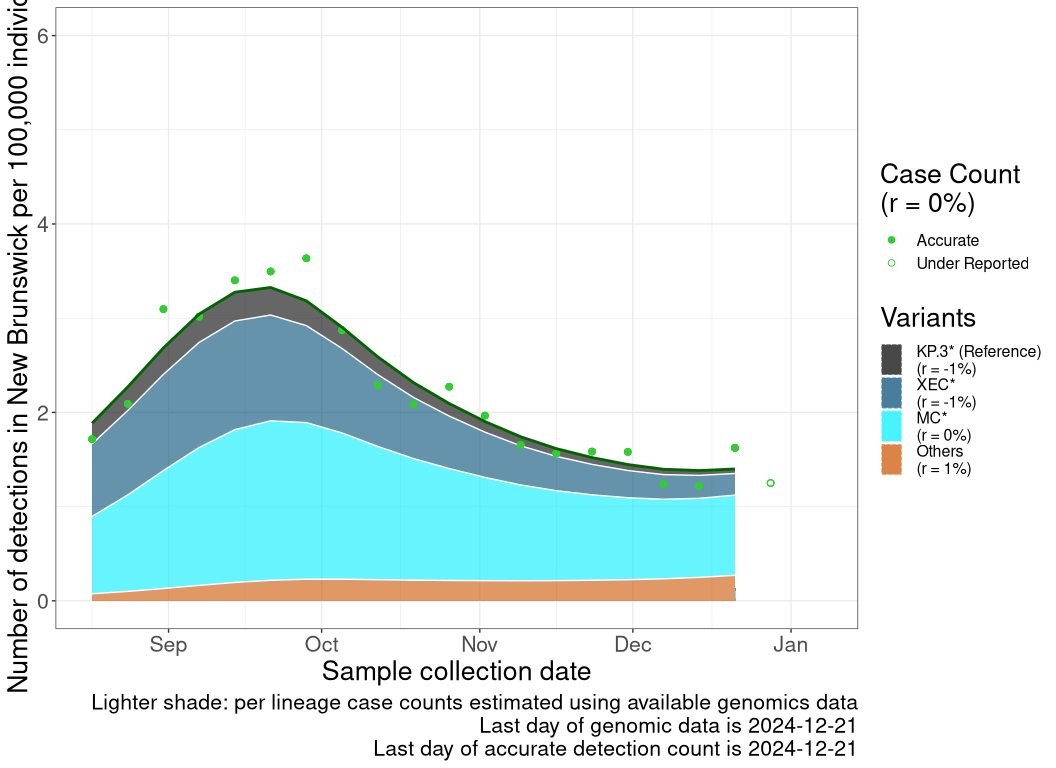 Number of detections in New Brunswick per 100,000
6
4
2
0
Sep Oct Nov Dec Jan
Sample collection date
Lighter shade: per lineage case counts estimated using available genomics data
Last day of genomic data is 2024-12-21
Last day of accurate detection count is 2024-12-21
Case Count
(r = 0%)
Accurate
Under Reported
Variants
KP.3* (Reference)
(r = -1%)
XEC*
(r = -1%)
MC*
(r = 0%)
Others
(r = 1%)